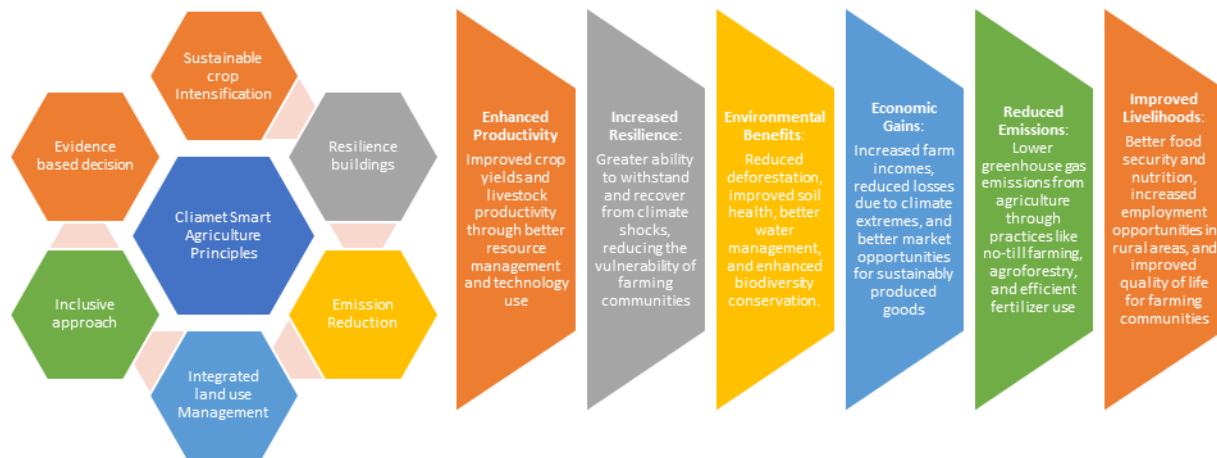 Sustainable
crop
Intensification
Evidence
based decision
Resilience
buildings
Cliamet Smart
Agriculture
Principles
Inclusive
approach
Emission
Reduction
Integrated
land use
Management
Enhanced
Productivity
Improved crop
yields and
livestock
productivity
through better
resource
management
and technology
use
Increased
Resilience:
Greater ability
to withstand
and recover
from climate
shocks,
reducing the
vulnerability of
farming
communities
Environmental
Benefits:
Reduced
deforestation,
improved soil
health, better
water
management,
and enhanced
biodiversity
conservation.
Economic
Gains:
Increased farm
incomes,
reduced losses
due to climate
extremes, and
better market
opportunities
for sustainably
produced
goods
Reduced
Emissions:
Lower
greenhouse gas
emissions from
agriculture
through
practices like
no-till farming,
agroforestry,
and efficient
fertilizer use
Improved
Livelihoods:
Better food
security and
nutrition,
increased
employment
opportunities in
rural areas, and
improved
quality of life
for farming
communities